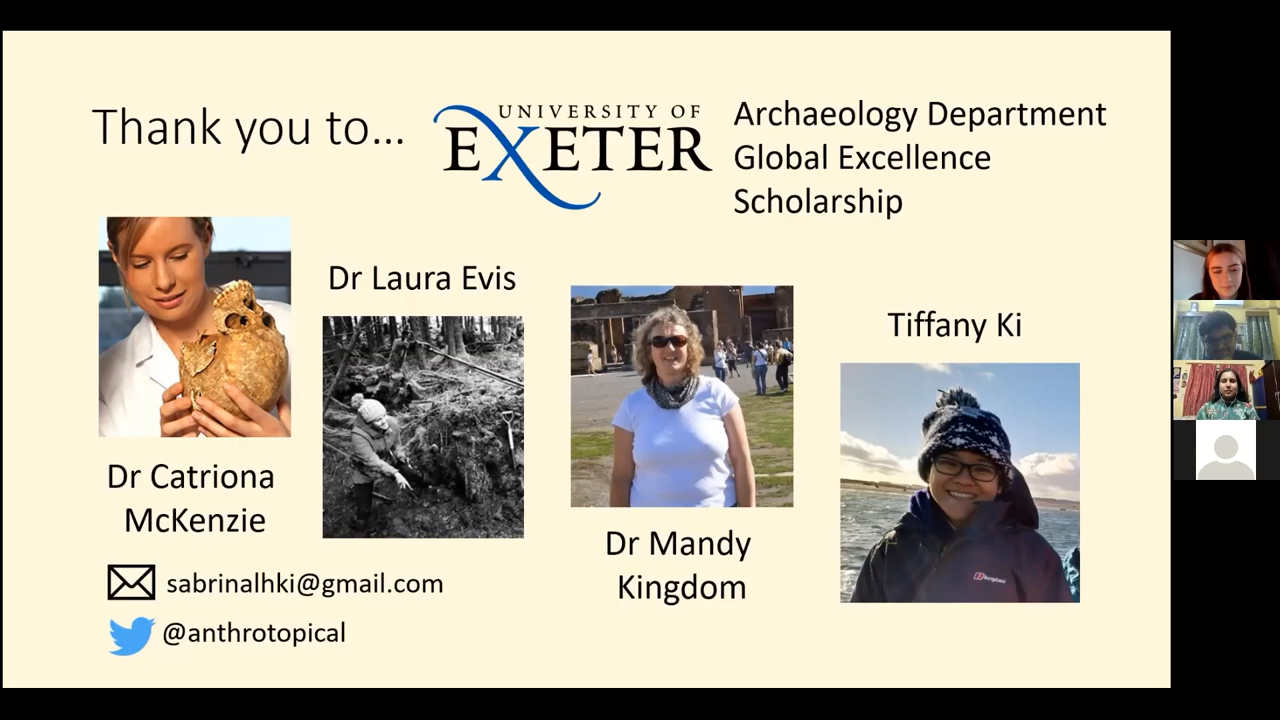 Thank you to...
UNIVERSITY OF
EXETER
Archaeology Department
Global Excellence
Scholarship
Dr Laura Evis
Tiffany Ki
Dr Catriona
McKenzie
Dr Mandy
Kingdom
sabrinalhki@gmail.com
@anthrotopical